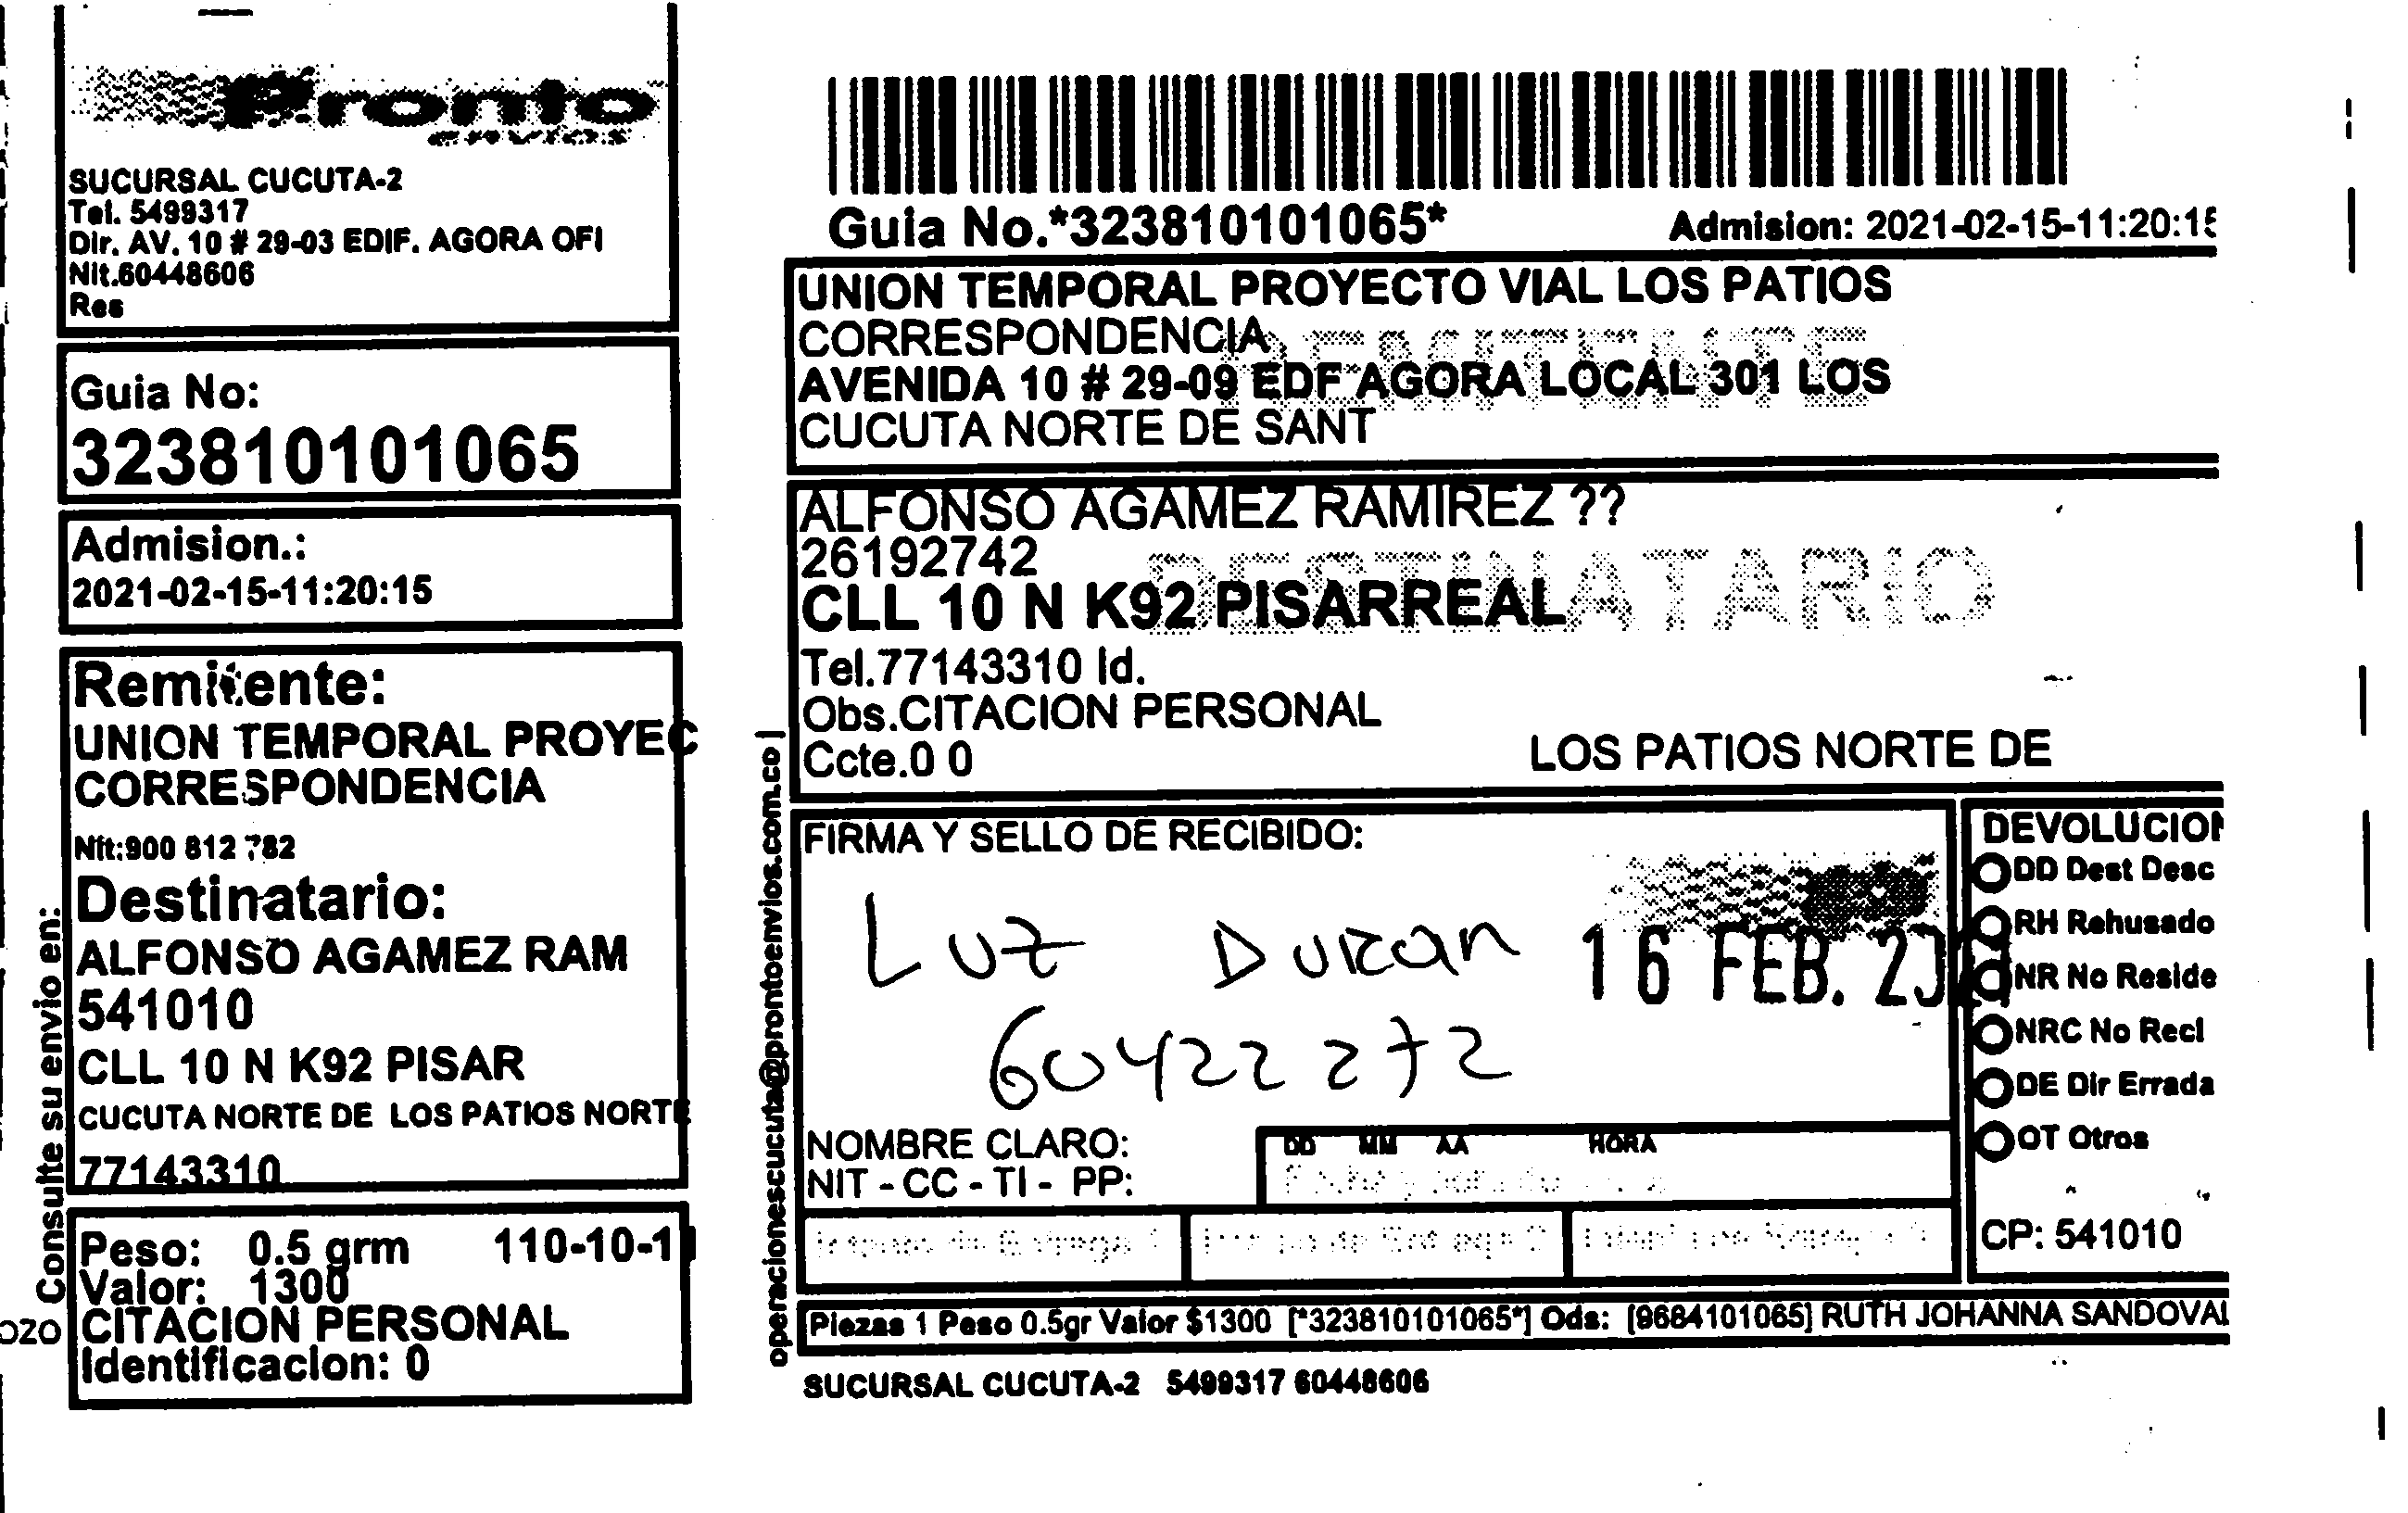 Pronto
envios
SUCURSAL CUCUTA-2
Tel. 5499317
Dir. AV. 10 # 29-03 EDIF. AGORA OFI
Nit.60448606
Res
Guia No:
323810101065
Admision.:
2021-02-15-11:20:15
Remitente:
UNION TEMPORAL PROYEC
CORRESPONDENCIA
Nit:900 812 782
Destinatario:
ALFONSO AGAMEZ RAM
541010
CLL 10 N K92 PISAR
CUCUTA NORTE DE LOS PATIOS NORTE
77143310
Peso: 0.5 grm 110-10-1
Valor: 1300
CITACION PERSONAL
Identificacion: 0
Consulte su envio en:
operacionescucuta@prontoenvios.com.co |
Guia No.*323810101065* Admision: 2021-02-15-11:20:15
UNION TEMPORAL PROYECTO VIAL LOS PATIOS
CORRESPONDENCIA
REMITENTE
AVENIDA 10 # 29-09 EDF AGORA LOCAL 301 LOS
CUCUTA NORTE DE SANT
ALFONSO AGAMEZ RAMIREZ ??
26192742
DESTINATARIO
CLL 10 N K92 PISARREAL
Tel.77143310 Id.
Obs.CITACION PERSONAL
Ccte.0 0 LOS PATIOS NORTE DE
FIRMA Y SELLO DE RECIBIDO:
Luz Duran
16 FEB.
60422272
NOMBRE CLARO:
NIT - CC - TI - PP:
DD MM AA HORA
DEVOLUCION
DD Dest Desc
RH Rehusado
NR No Reside
NRC No Recl
DE Dir Errada
OT Otros
CP: 541010
Piezas 1 Peso 0.5gr Valor $1300 [*323810101065*] Ods: [9684101065] RUTH JOHANNA SANDOVAL
SUCURSAL CUCUTA-2 5499317 60448606